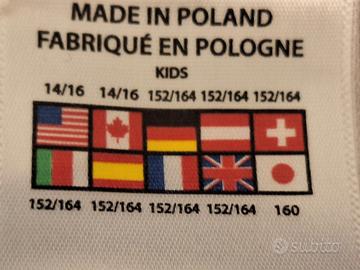 MADE IN POLAND
FABRIQUÉ EN POLOGNE
KIDS
14/16 14/16 152/164 152/164 152/164
152/164 152/164 152/164 152/164 160
subito